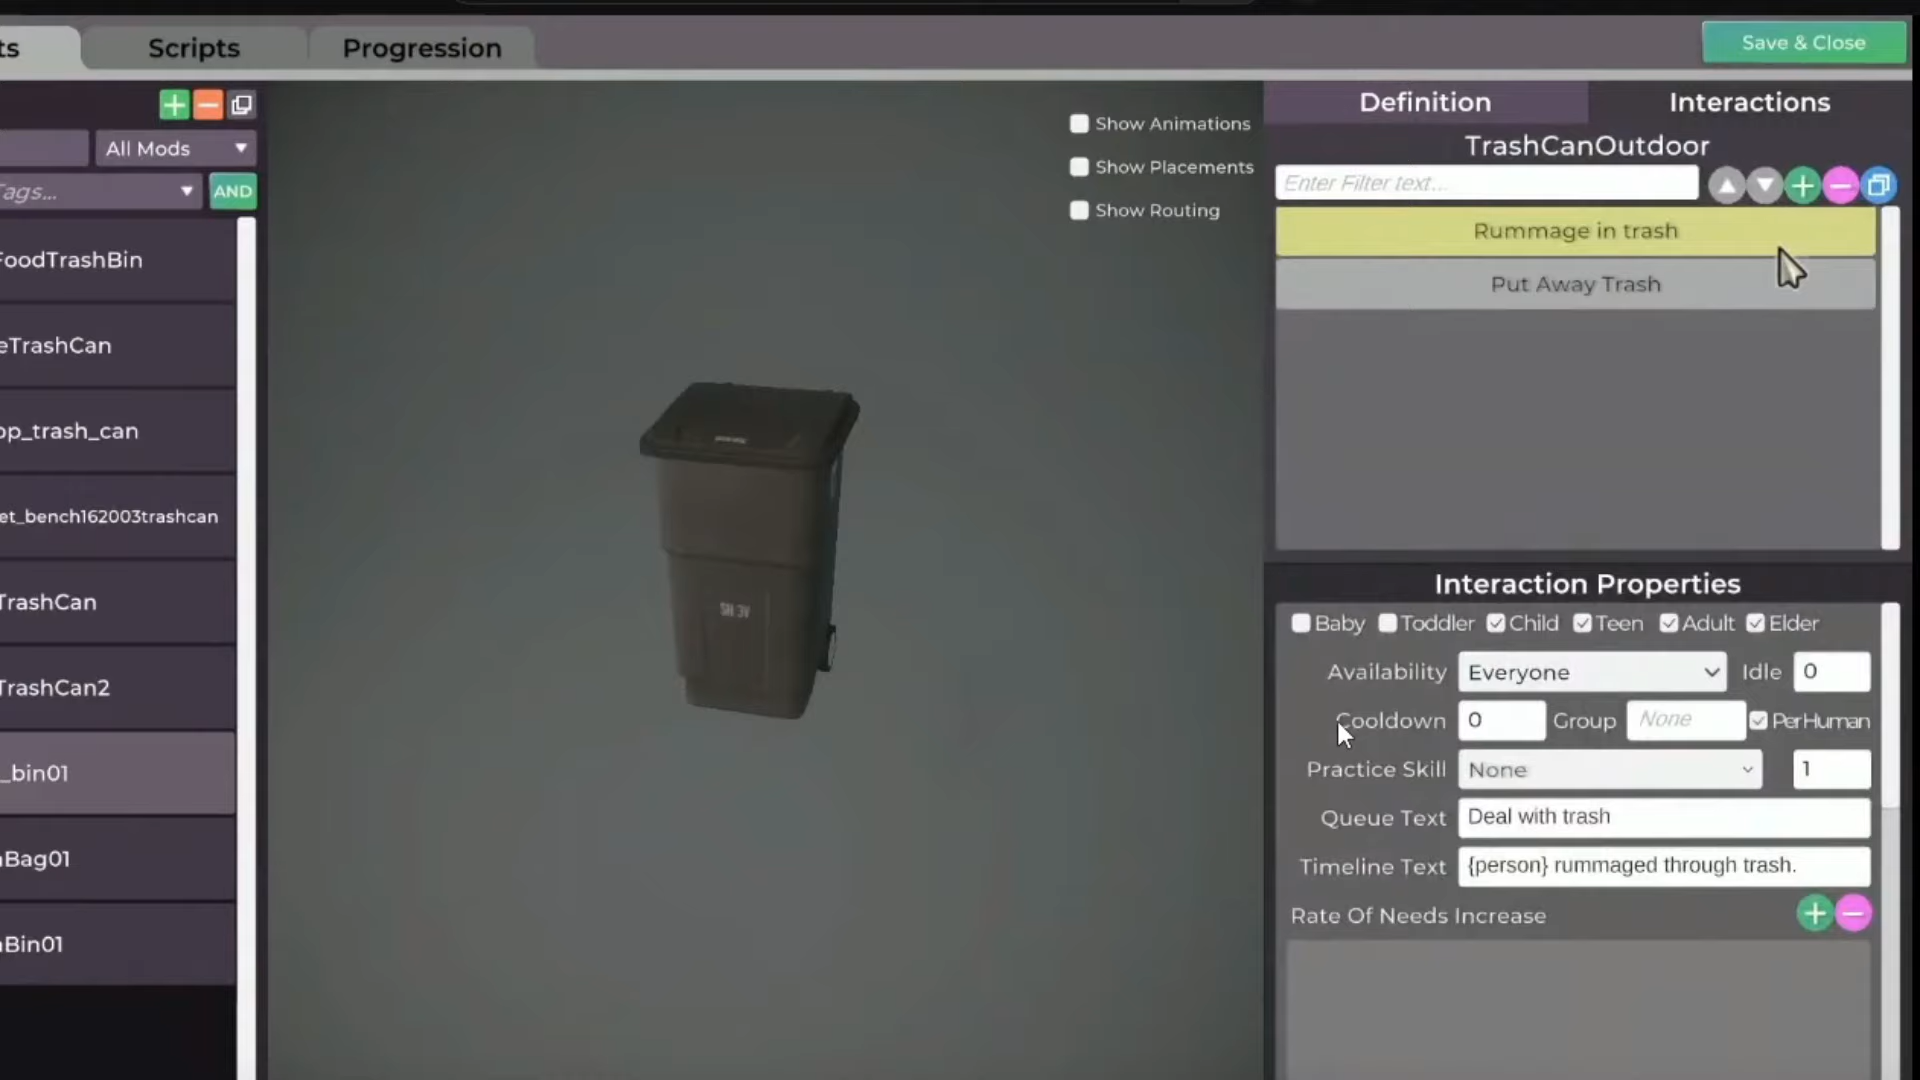 ts Scripts Progression Save & Close
All Mods
Tags... AND
FoodTrashBin
eTrashCan
op_trash_can
et_bench162003trashcan
TrashCan
TrashCan2
_bin01
Bag01
Bin01
Show Animations
Show Placements
Show Routing
Definition Interactions
TrashCanOutdoor
Enter Filter text...
Rummage in trash
Put Away Trash
Interaction Properties
Baby Toddler Child Teen Adult Elder
Availability Everyone Idle 0
Cooldown 0 Group None PerHuman
Practice Skill None 1
Queue Text Deal with trash
Timeline Text {person} rummaged through trash.
Rate Of Needs Increase